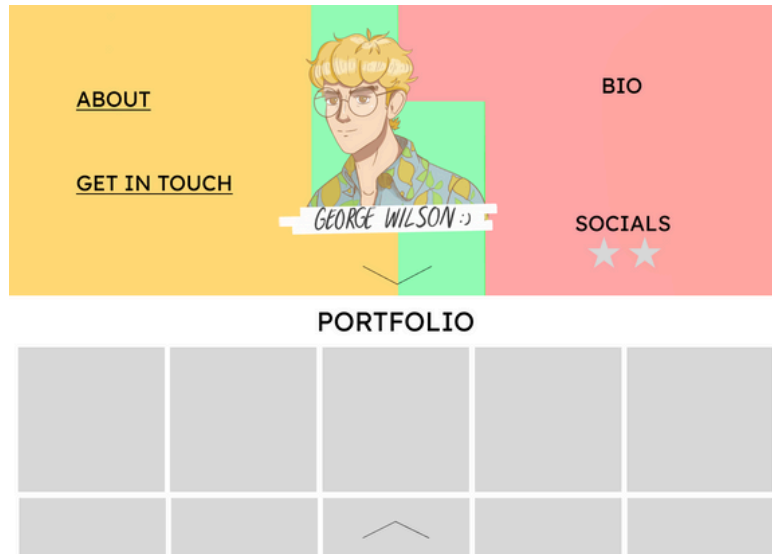 ABOUT
GET IN TOUCH
GEORGE WILSON :)
BIO
SOCIALS
PORTFOLIO